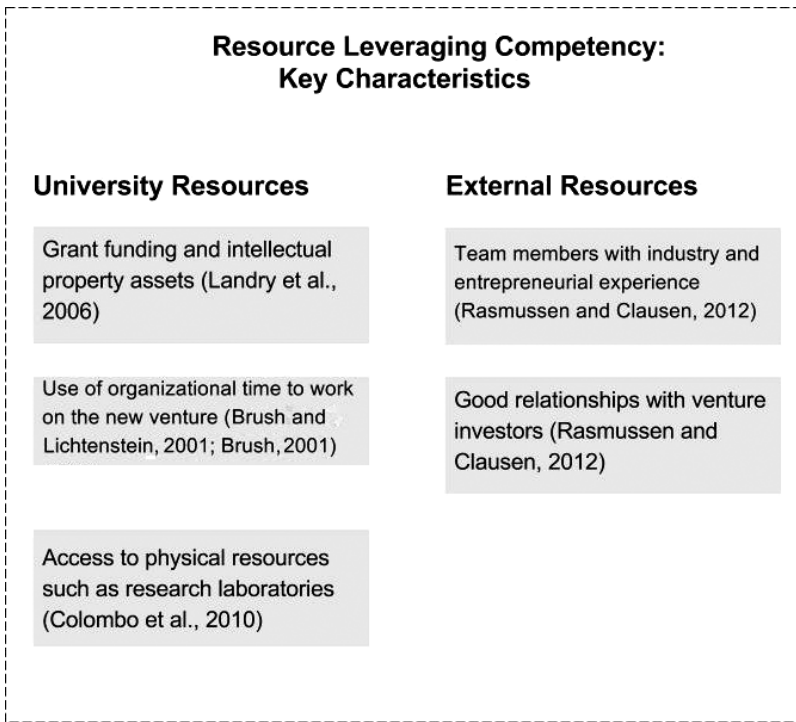 Resource Leveraging Competency:
Key Characteristics
University Resources
Grant funding and intellectual
property assets (Landry et al.,
2006)
Use of organizational time to work
on the new venture (Brush and
Lichtenstein, 2001; Brush, 2001)
Access to physical resources
such as research laboratories
(Colombo et al., 2010)
External Resources
Team members with industry and
entrepreneurial experience
(Rasmussen and Clausen, 2012)
Good relationships with venture
investors (Rasmussen and
Clausen, 2012)